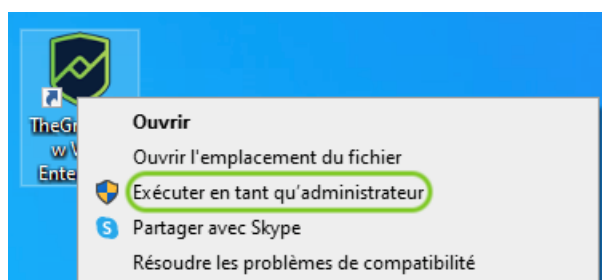 TheGr
w V
Ente
Ouvrir
Ouvrir l'emplacement du fichier
Exécuter en tant qu'administrateur
S Partager avec Skype
Résoudre les problèmes de compatibilité